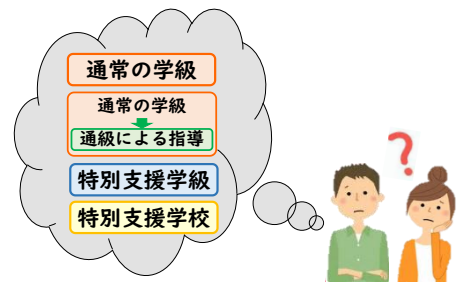 通常の学級
通常の学級
通級による指導
特別支援学級
特別支援学校
?